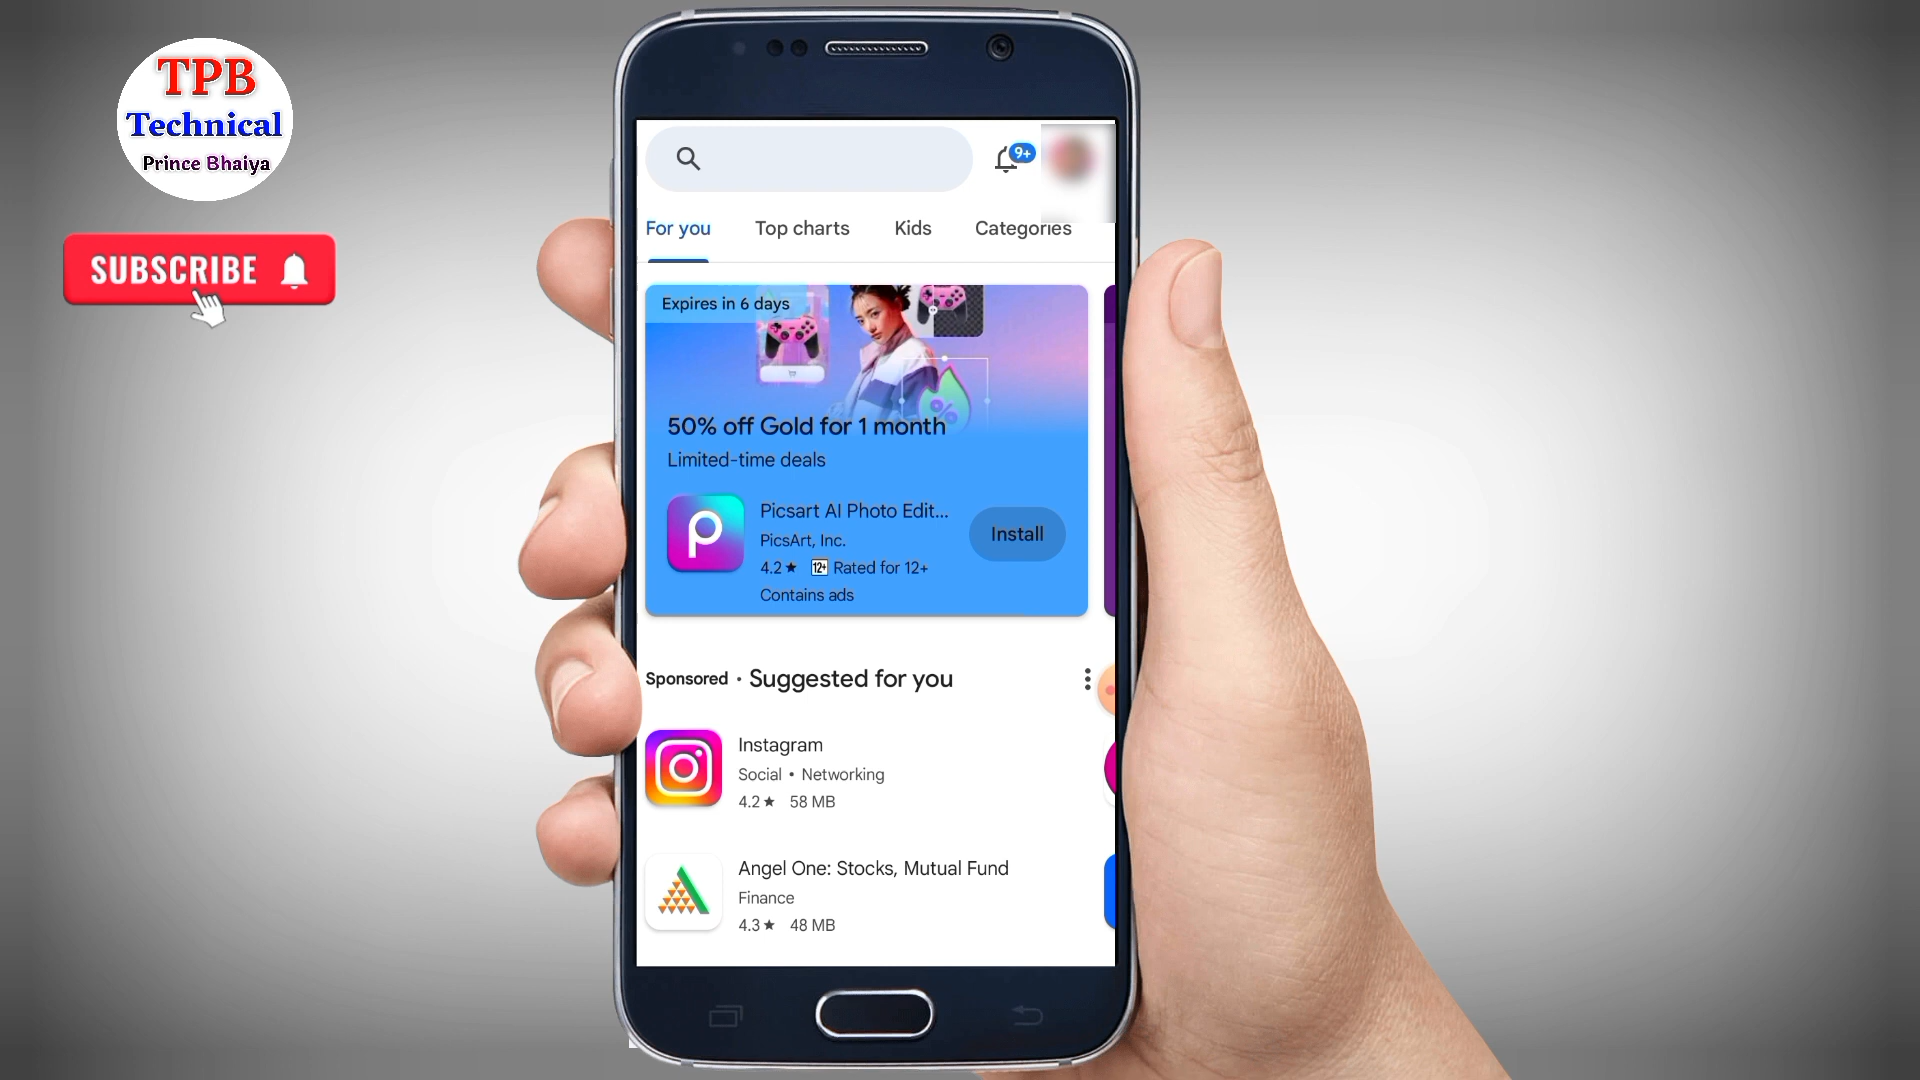 TPB
Technical
Prince Bhaiya
SUBSCRIBE
9+
For you
Top charts
Kids
Categories
Expires in 6 days
50% off Gold for 1 month
Limited-time deals
Picsart AI Photo Edit...
PicsArt, Inc.
Install
4.2★ 12+ Rated for 12+
Contains ads
Sponsored • Suggested for you
Instagram
Social • Networking
4.2★ 58 MB
Angel One: Stocks, Mutual Fund
Finance
4.3★ 48 MB